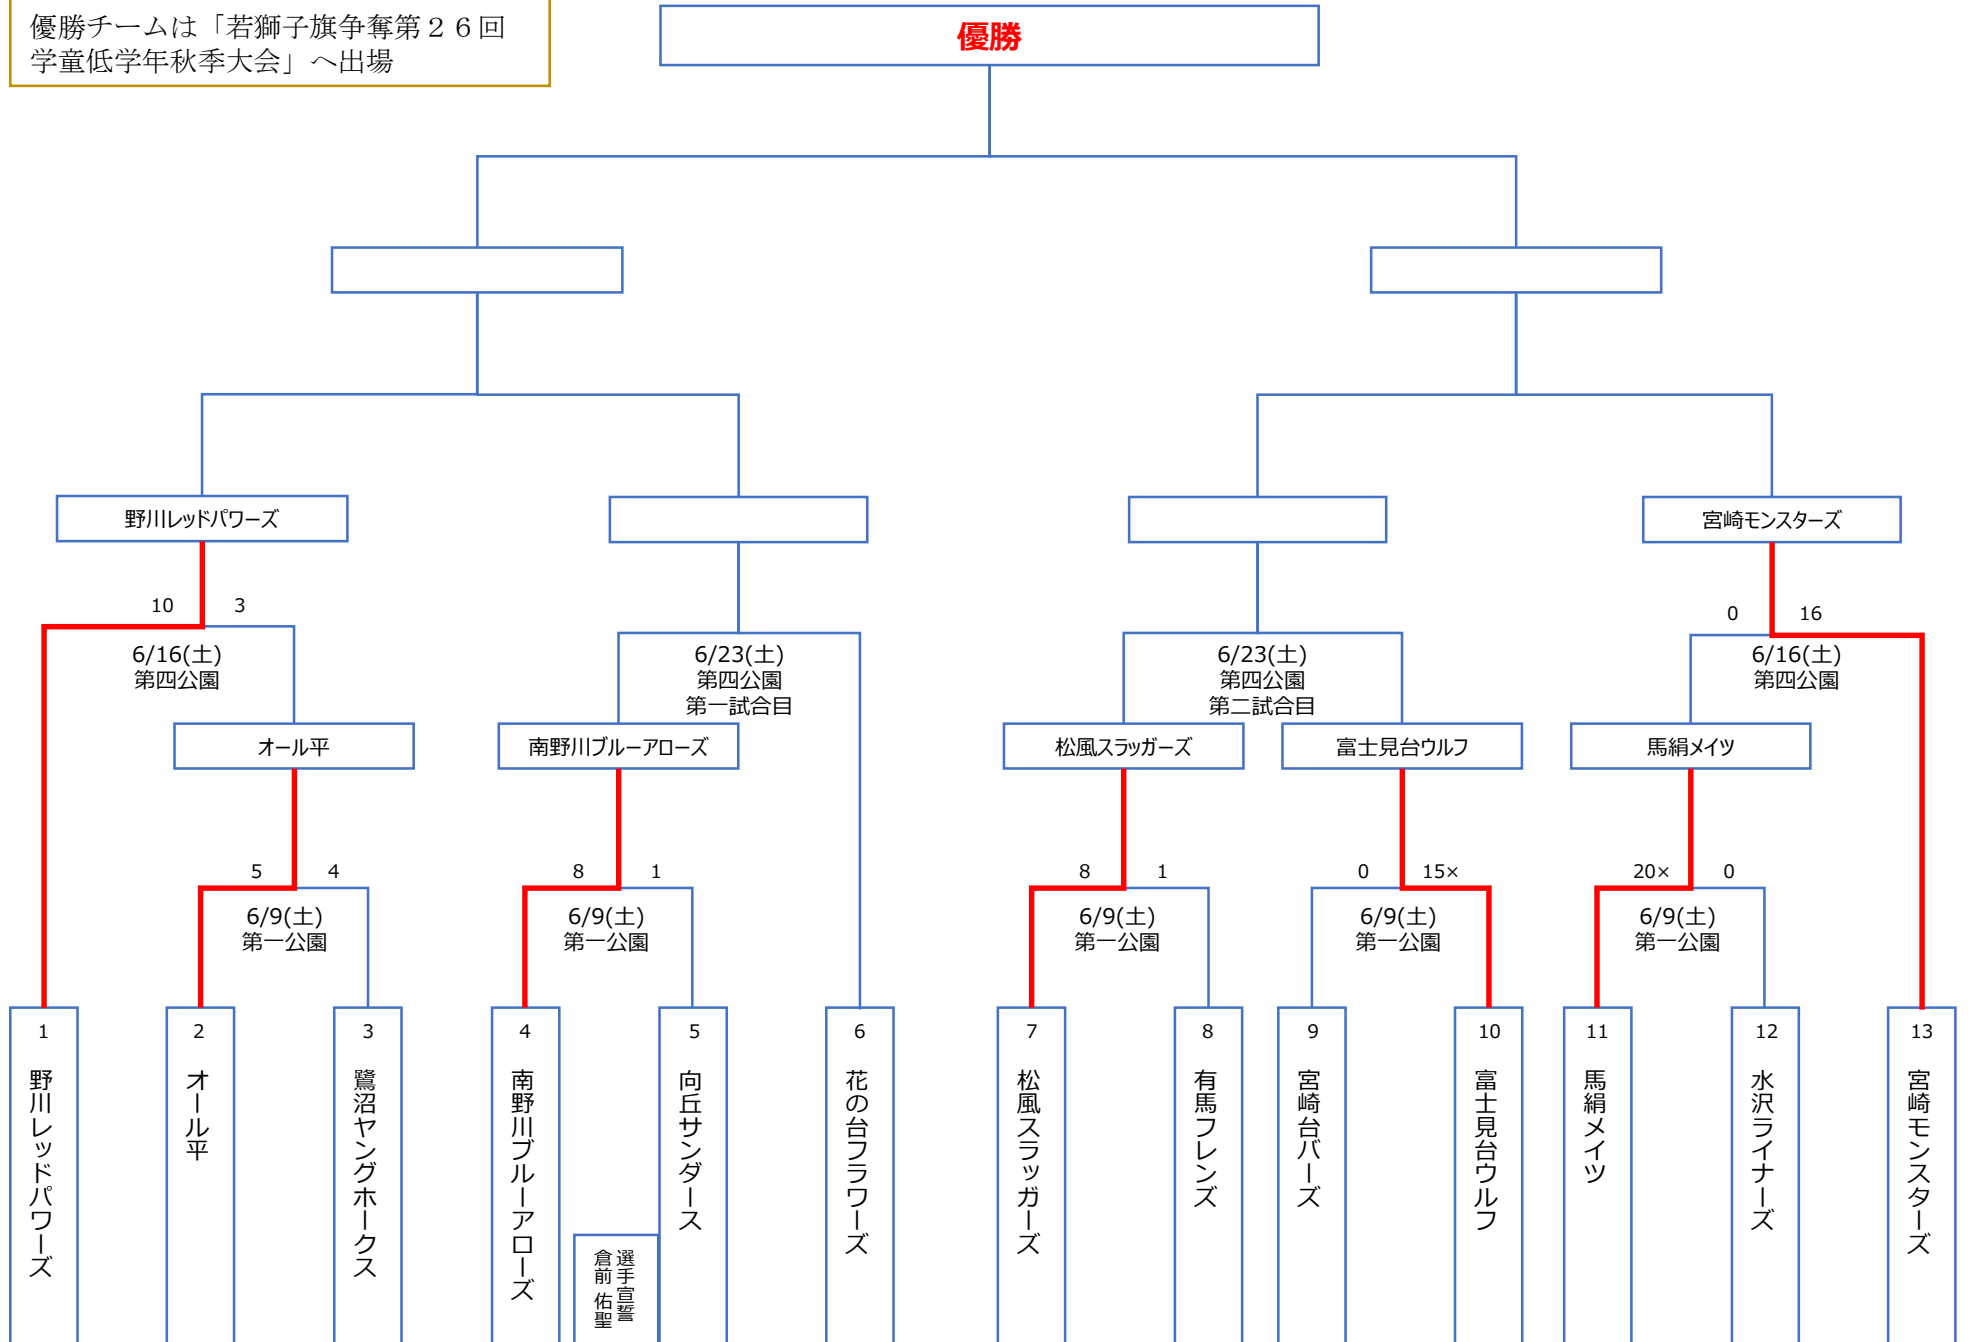 優勝チームは「若獅子旗争奪第２６回
学童低学年秋季大会」へ出場
優勝
野川レッドパワーズ
宮崎モンスターズ
10 3
0 16
6/16(土)
第四公園
6/23(土)
第四公園
第一試合目
6/23(土)
第四公園
第二試合目
6/16(土)
第四公園
オール平
南野川ブルーアローズ
松風スラッガーズ
富士見台ウルフ
馬絹メイツ
5 4
8 1
8 1
0 15×
20× 0
6/9(土)
第一公園
6/9(土)
第一公園
6/9(土)
第一公園
6/9(土)
第一公園
6/9(土)
第一公園
1
野川レッドパワーズ
2
オール平
3
鷺沼ヤングホークス
4
南野川ブルーアローズ
選手宣誓
倉前 佑聖
5
向丘サンダース
6
花の台フラワーズ
7
松風スラッガーズ
8
有馬フレンズ
9
宮崎台バーズ
10
富士見台ウルフ
11
馬絹メイツ
12
水沢ライナーズ
13
宮崎モンスターズ